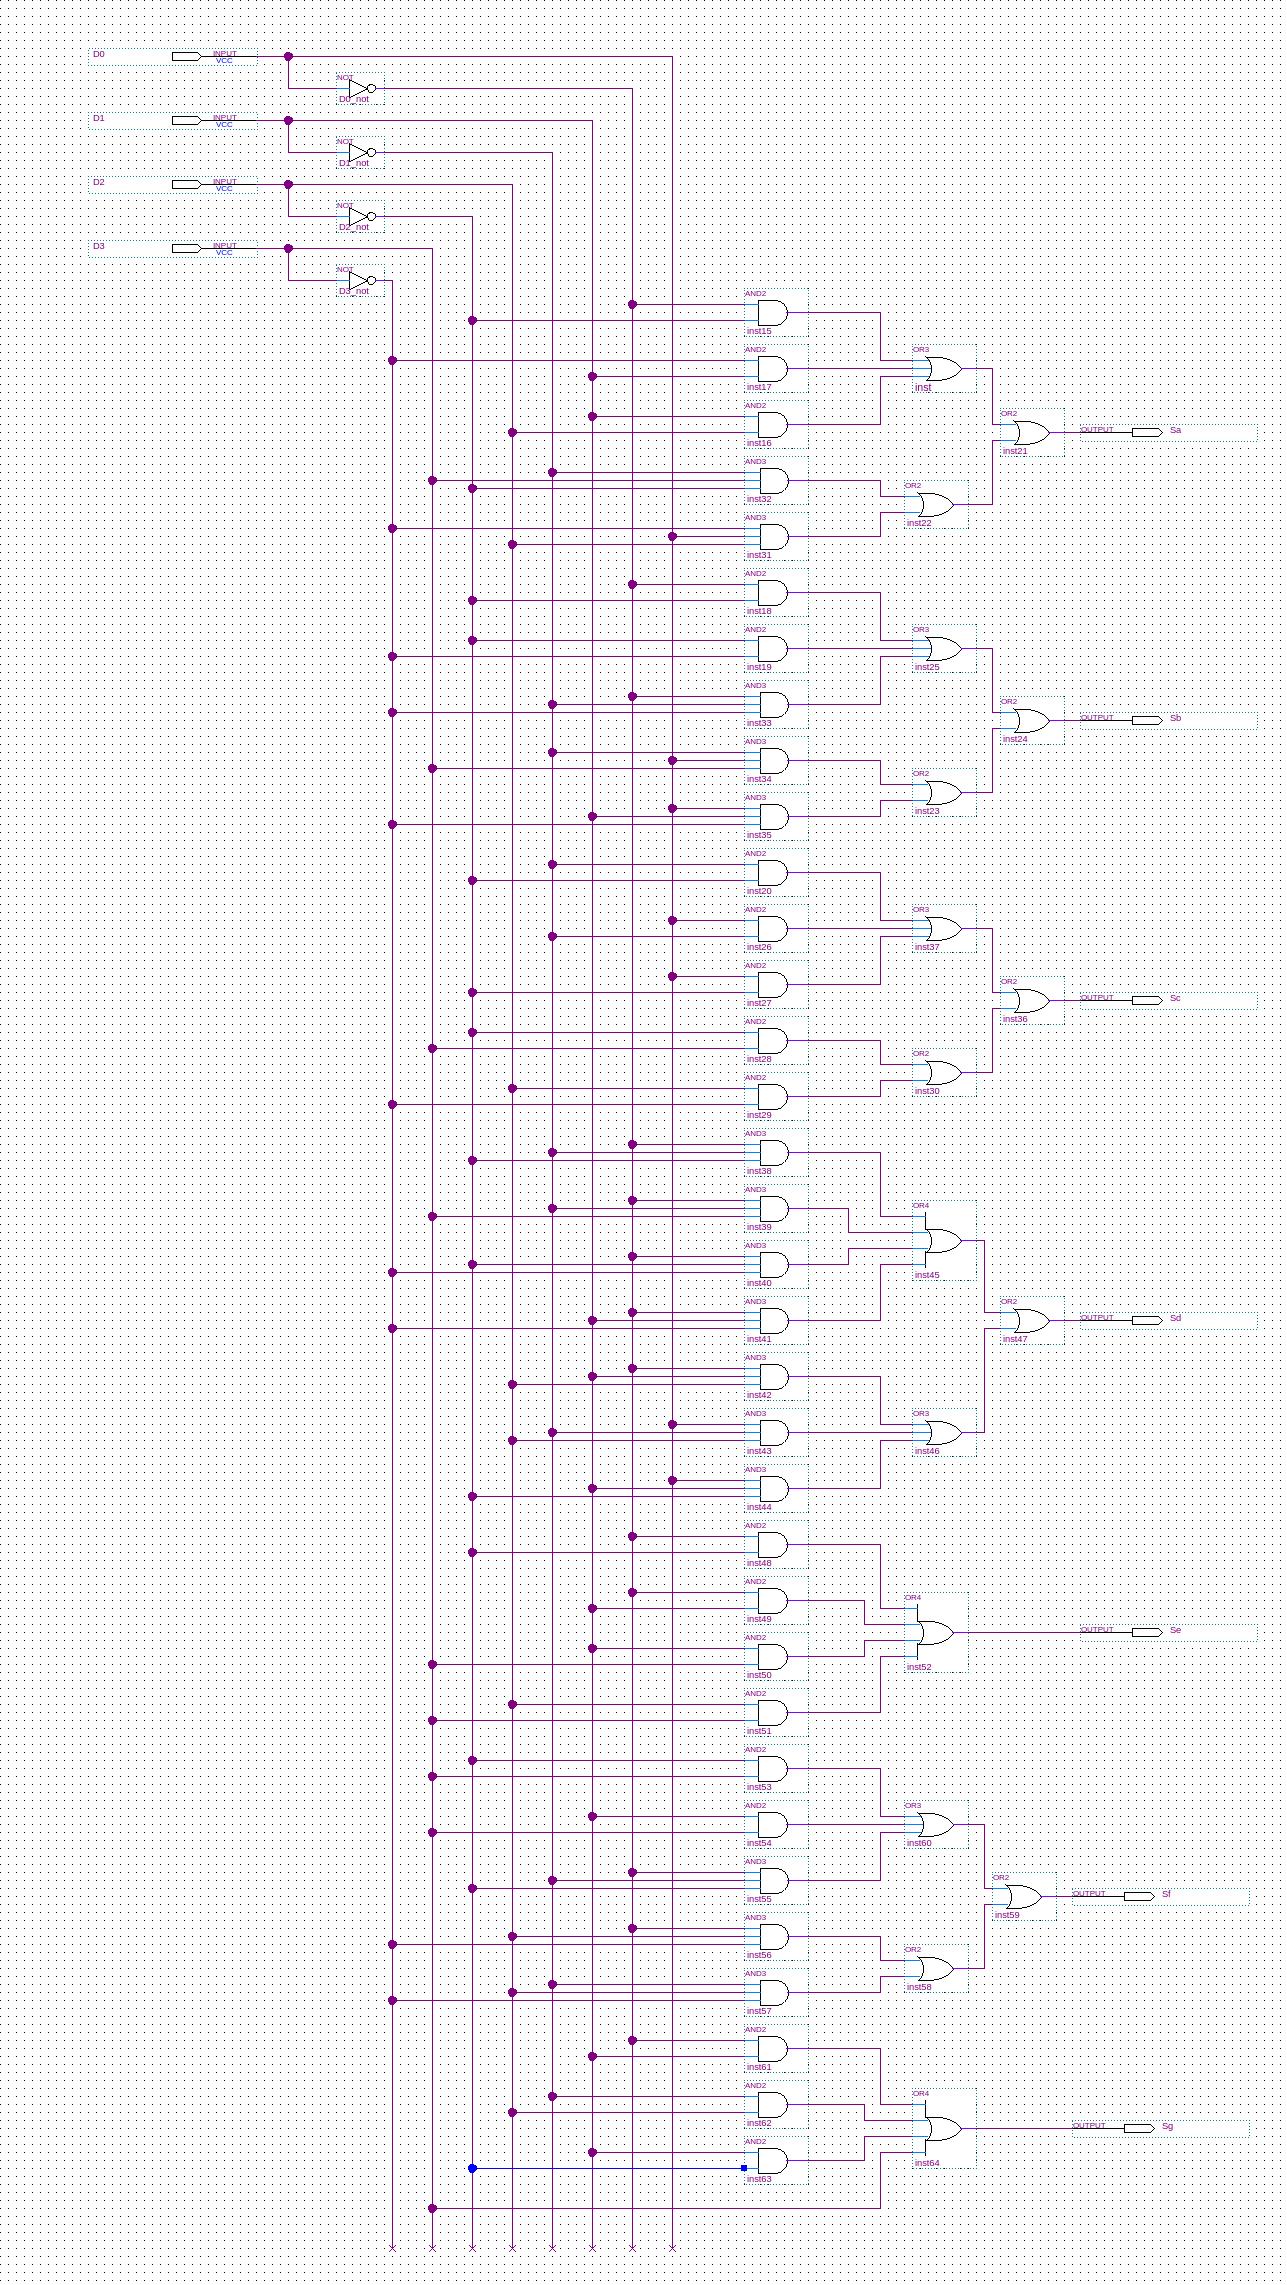 D0 INPUT
VCC
NOT
D0_not
D1 INPUT
VCC
NOT
D1_not
D2 INPUT
VCC
NOT
D2_not
D3 INPUT
VCC
NOT
D3_not
AND2
inst15
AND2 OR3
inst17 inst
AND2 OR2
OUTPUT Sa
inst16 inst21
AND3
OR2
inst32
AND3 inst22
inst31
AND2
inst18
AND2 OR3
inst19 inst25
AND3 OR2
OUTPUT Sb
inst33 inst24
AND3
OR2
inst34
AND3 inst23
inst35
AND2
inst20
AND2 OR3
inst26 inst37
AND2 OR2
OUTPUT Sc
inst27 inst36
AND2
OR2
inst28
AND2 inst30
inst29
AND3
inst38
AND3 OR4
inst39
AND3
inst40 inst45
AND3 OR2
OUTPUT Sd
inst41 inst47
AND3
inst42
AND3 OR3
inst43 inst46
AND3
inst44
AND2
inst48
AND2 OR4
inst49
AND2 OUTPUT Se
inst50 inst52
AND2
inst51
AND2
inst53
AND2 OR3
inst54 inst60
AND3 OR2
OUTPUT Sf
inst55 inst59
AND3
OR2
inst56
AND3 inst58
inst57
AND2
inst61
AND2 OR4
inst62 OUTPUT Sg
AND2
inst63 inst64